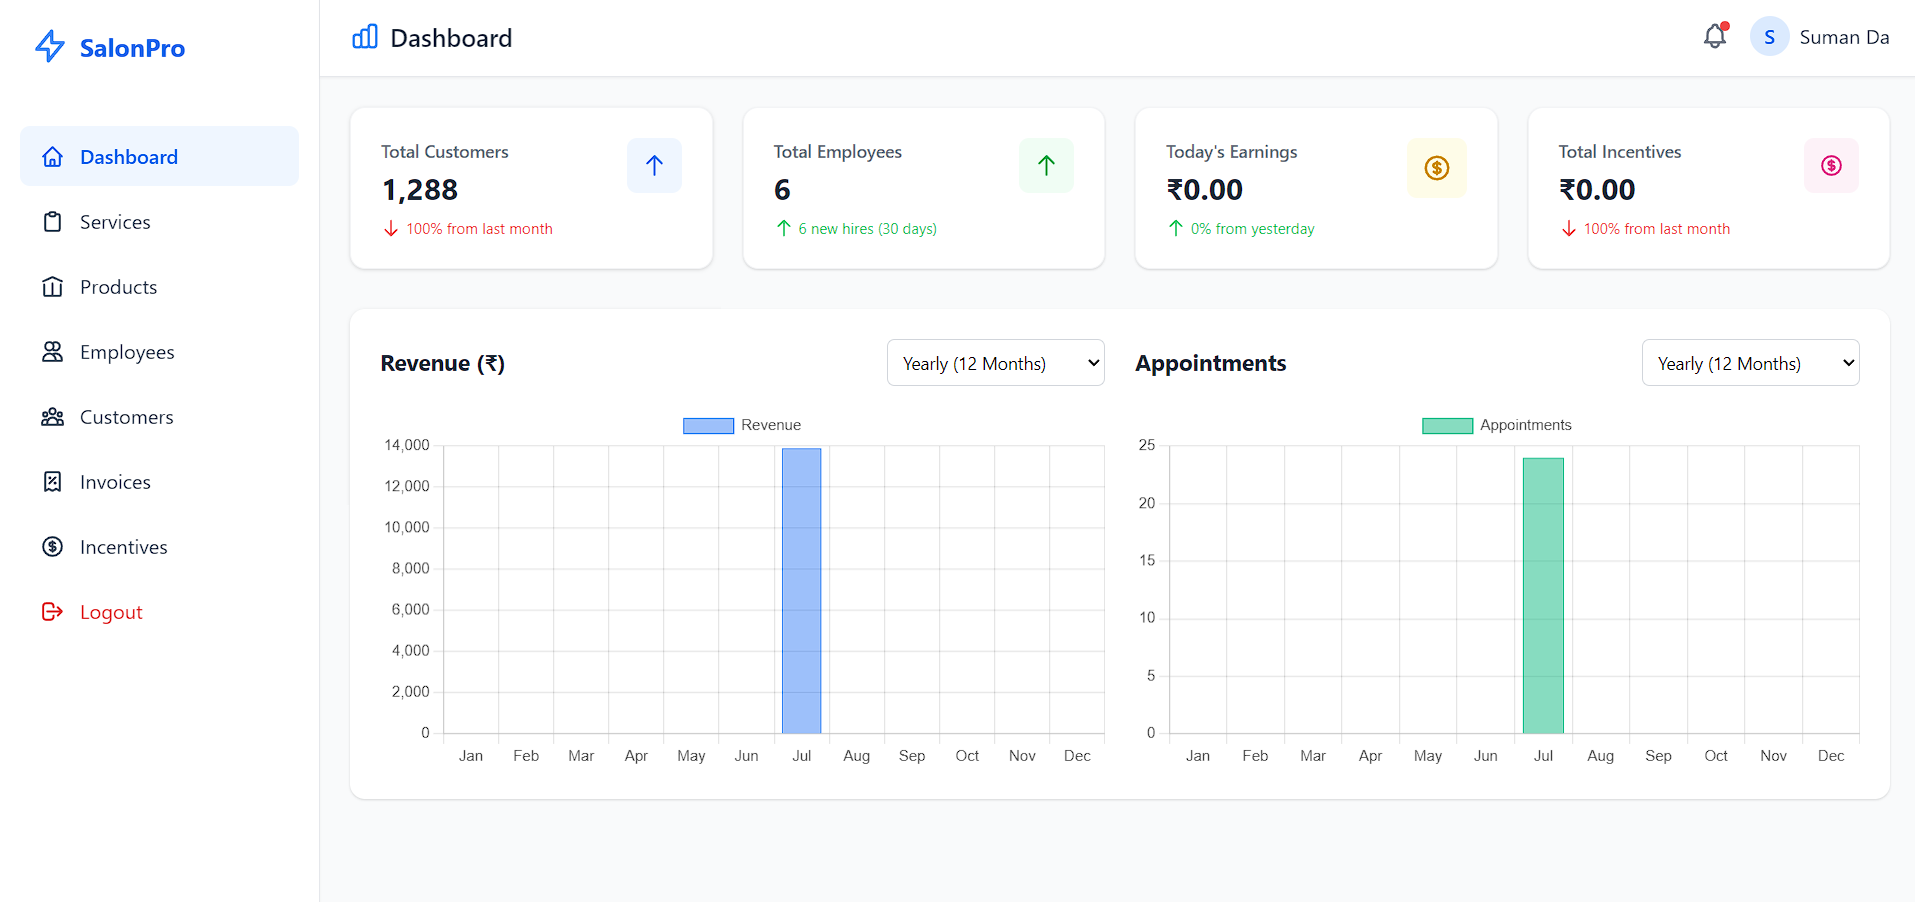 SalonPro
Dashboard
Services
Products
Employees
Customers
Invoices
Incentives
Logout
Dashboard
S
Suman Da
Total Customers
1,288
100% from last month
Total Employees
6
6 new hires (30 days)
Today's Earnings
₹0.00
0% from yesterday
Total Incentives
₹0.00
100% from last month
Revenue (₹)
Yearly (12 Months)
Revenue
14,000
12,000
10,000
8,000
6,000
4,000
2,000
0
Jan Feb Mar Apr May Jun Jul Aug Sep Oct Nov Dec
Appointments
Yearly (12 Months)
Appointments
25
20
15
10
5
0
Jan Feb Mar Apr May Jun Jul Aug Sep Oct Nov Dec